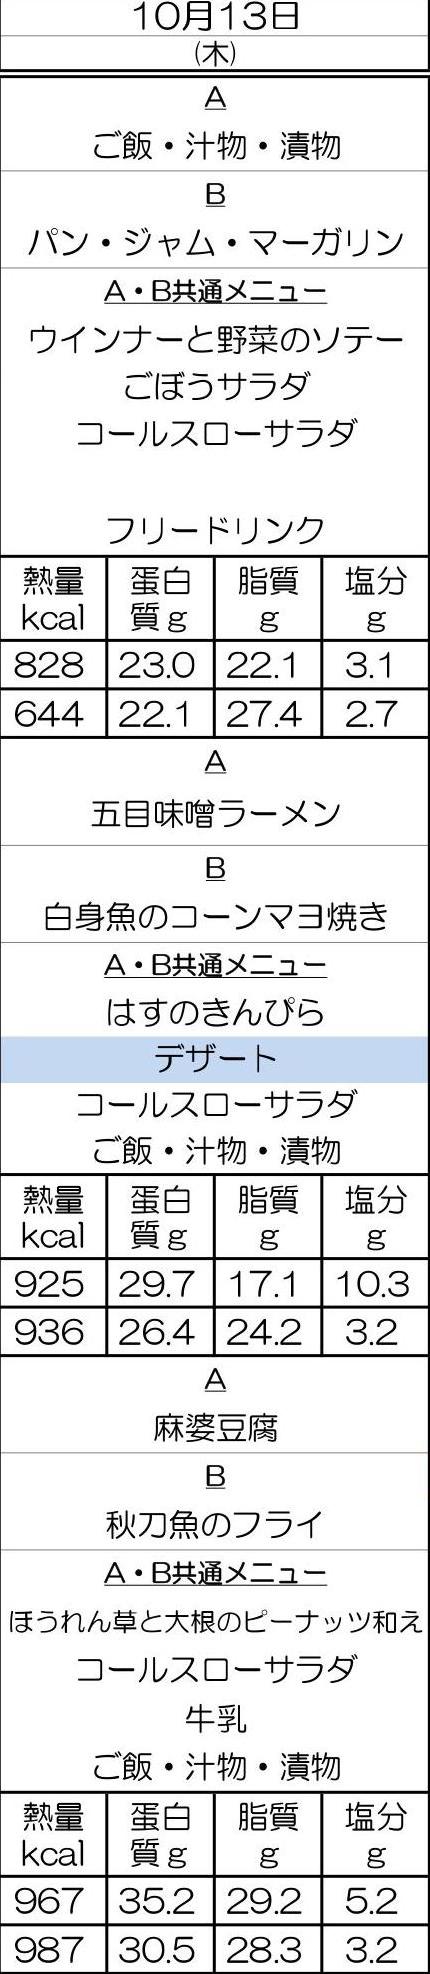 10月13日
(木)
A
ご飯・汁物・漬物
B
パン・ジャム・マーガリン
A・B共通メニュー
ウインナーと野菜のソテー
ごぼうサラダ
コールスローサラダ
フリードリンク
熱量 蛋白 脂質 塩分
kcal 質g g g
828 23.0 22.1 3.1
644 22.1 27.4 2.7
A
五目味噌ラーメン
B
白身魚のコーンマヨ焼き
A・B共通メニュー
はすのきんぴら
デザート
コールスローサラダ
ご飯・汁物・漬物
熱量 蛋白 脂質 塩分
kcal 質g g g
925 29.7 17.1 10.3
936 26.4 24.2 3.2
A
麻婆豆腐
B
秋刀魚のフライ
A・B共通メニュー
ほうれん草と大根のピーナッツ和え
コールスローサラダ
牛乳
ご飯・汁物・漬物
熱量 蛋白 脂質 塩分
kcal 質g g g
967 35.2 29.2 5.2
987 30.5 28.3 3.2